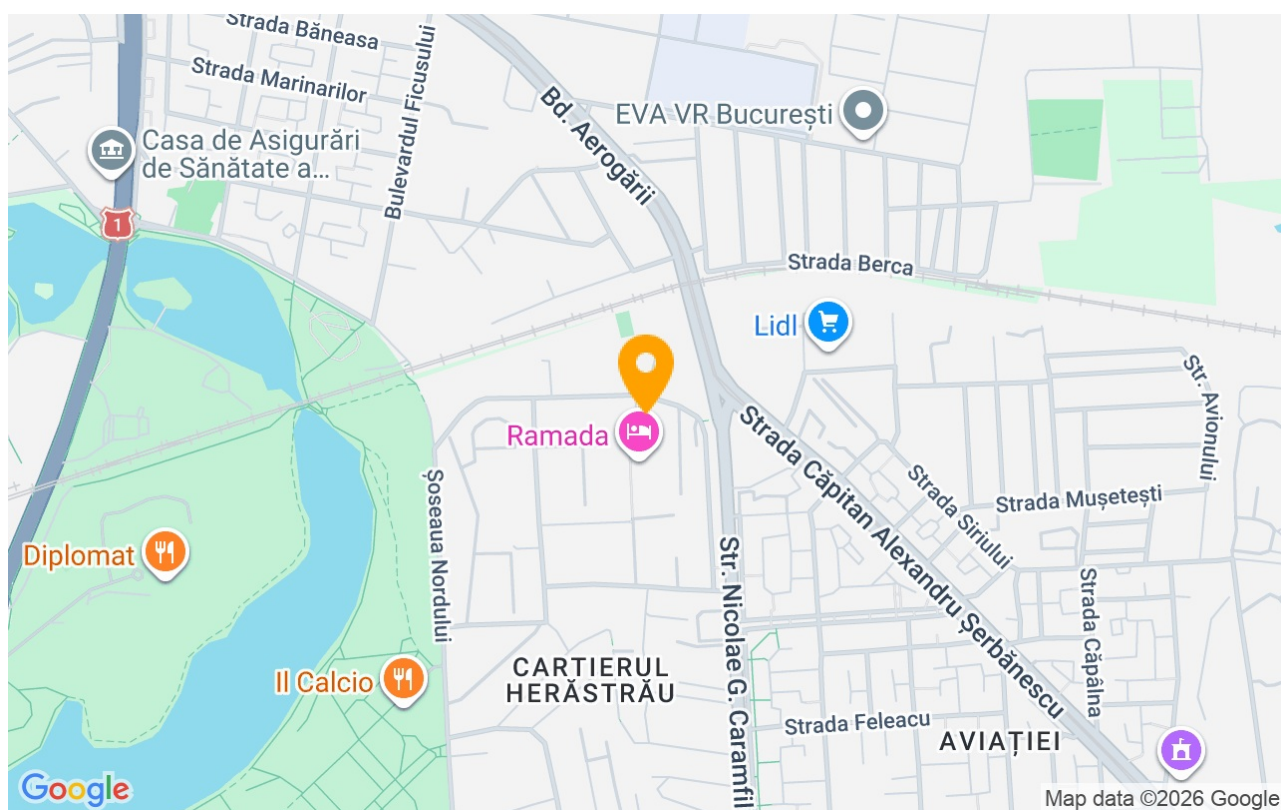 Strada Băneasa
Strada Marinarilor
Bulevardul Ficusului
Bd. Aerogării
EVA VR București
Casa de Asigurări
de Sănătate a...
1
Strada Berca
Lidl
Ramada
Str. Avionului
Strada Căpitan Alexandru Șerbănescu
Strada Siriului
Strada Mușetești
Șoseaua Nordului
Diplomat
Str. Nicolae G. Caramfil
Strada Căpâlna
Il Calcio
CARTIERUL
HERĂSTRĂU
Strada Feleacu
AVIAȚIEI
Google
Map data ©2026 Google